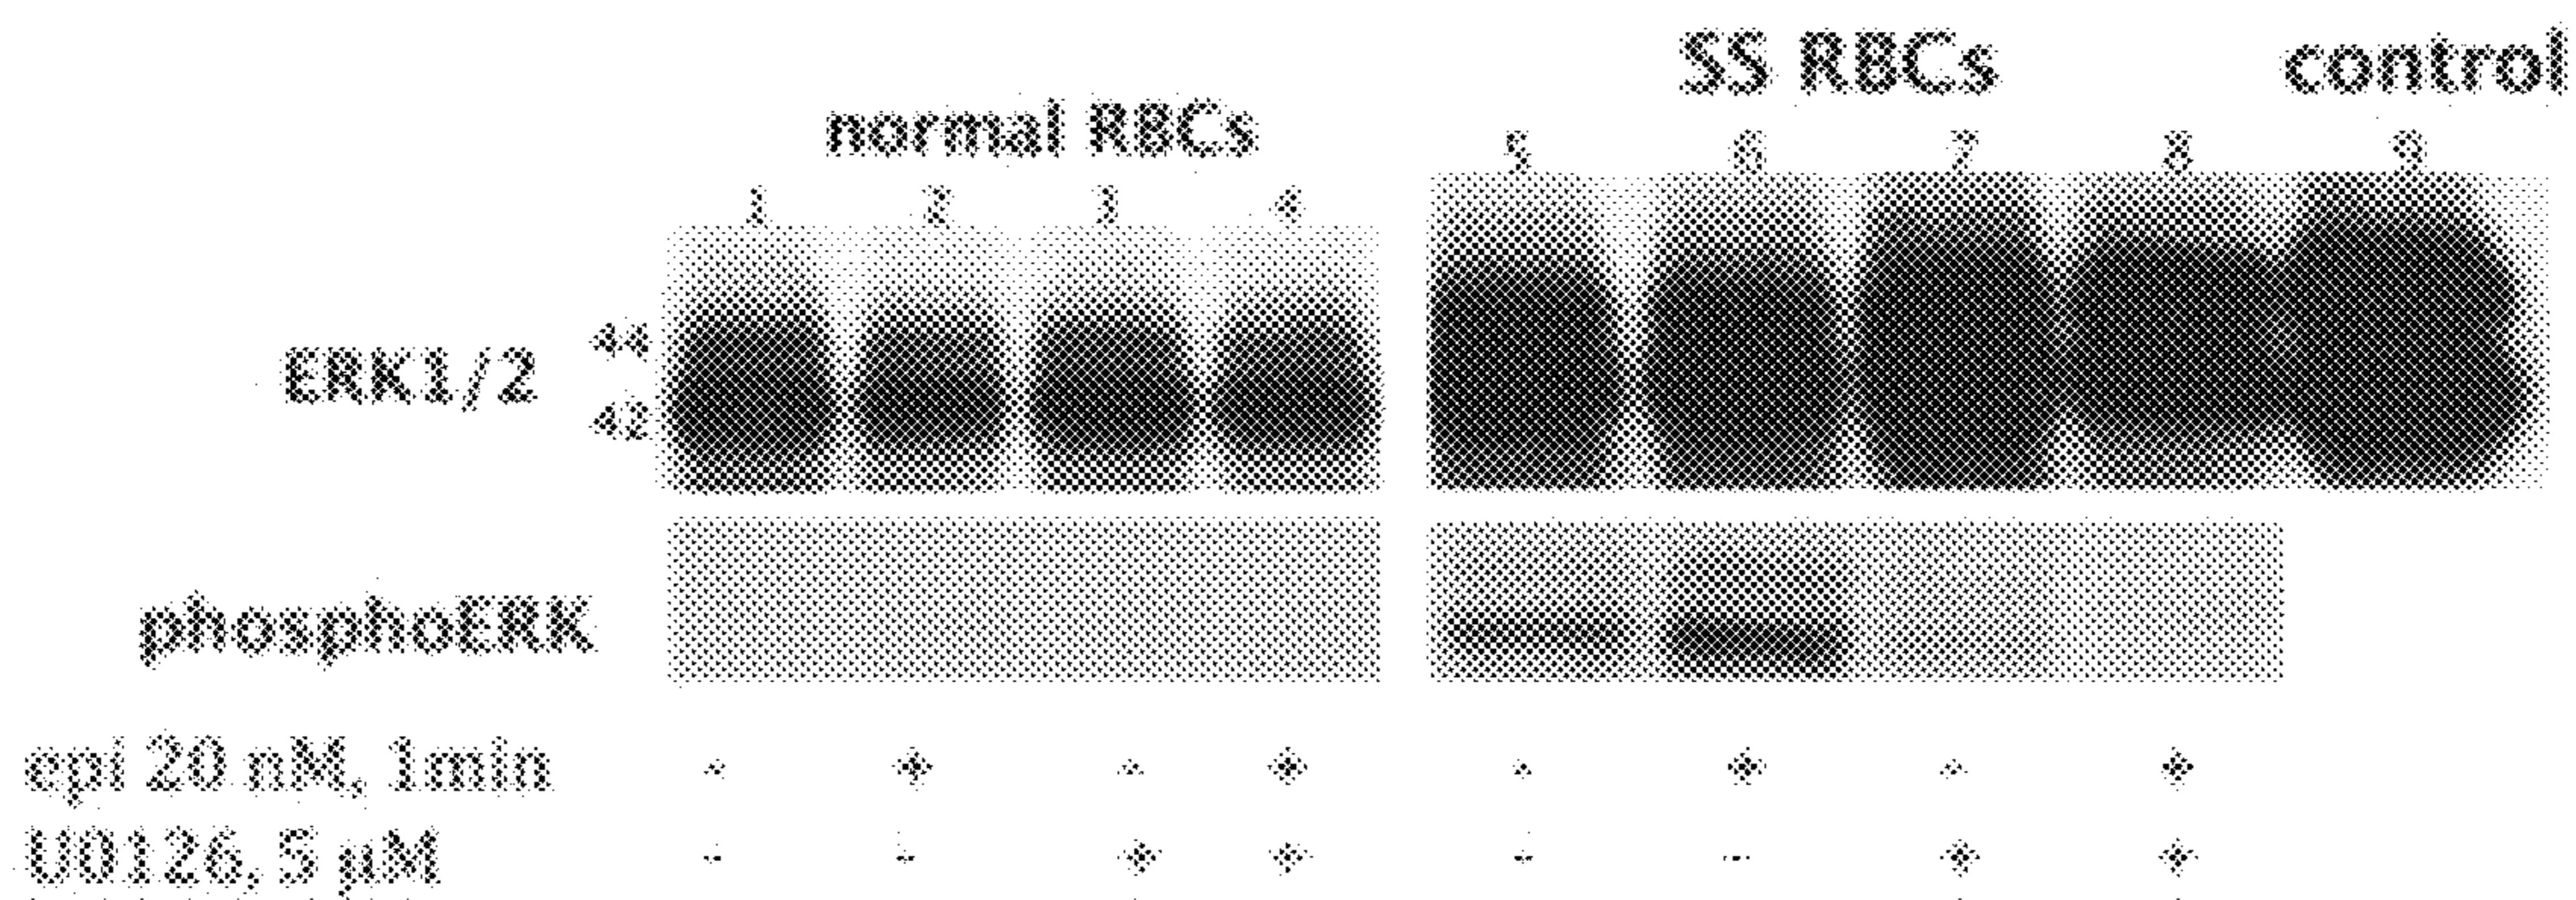 SS RBCs control
normal RBCs
5 6 7 8 9
1 2 3 4
44
ERK1/2
42
phosphoERK
epi 20 nM, 1min - + - + - + - +
U0126, 5 µM - - + + - - + +